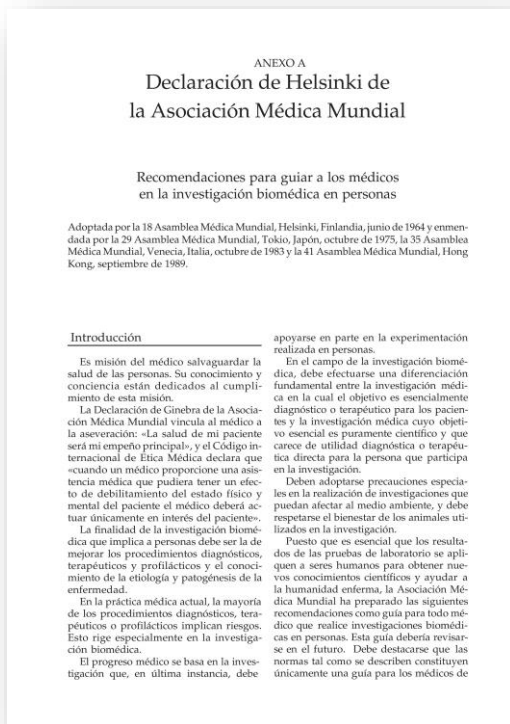 ANEXO A
Declaración de Helsinki de
la Asociación Médica Mundial
Recomendaciones para guiar a los médicos
en la investigación biomédica en personas
Adoptada por la 18 Asamblea Médica Mundial, Helsinki, Finlandia, junio de 1964 y enmen-
dada por la 29 Asamblea Médica Mundial, Tokio, Japón, octubre de 1975, la 35 Asamblea
Médica Mundial, Venecia, Italia, octubre de 1983 y la 41 Asamblea Médica Mundial, Hong
Kong, septiembre de 1989.
Introducción
Es misión del médico salvaguardar la
salud de las personas. Su conocimiento y
conciencia están dedicados al cumpli-
miento de esta misión.
La Declaración de Ginebra de la Asocia-
ción Médica Mundial vincula al médico a
la aseveración: «La salud de mi paciente
será mi empeño principal», y el Código in-
ternacional de Ética Médica declara que
«cuando un médico proporcione una asis-
tencia médica que pudiera tener un efec-
to de debilitamiento del estado físico y
mental del paciente el médico deberá ac-
tuar únicamente en interés del paciente».
La finalidad de la investigación biomé-
dica que implica a personas debe ser la de
mejorar los procedimientos diagnósticos,
terapéuticos y profilácticos y el conoci-
miento de la etiología y patogénesis de la
enfermedad.
En la práctica médica actual, la mayoría
de los procedimientos diagnósticos, tera-
péuticos o profilácticos implican riesgos.
Esto rige especialmente en la investiga-
ción biomédica.
El progreso médico se basa en la inves-
tigación que, en última instancia, debe
apoyarse en parte en la experimentación
realizada en personas.
En el campo de la investigación biomé-
dica, debe efectuarse una diferenciación
fundamental entre la investigación médi-
ca en la cual el objetivo es esencialmente
diagnóstico o terapéutico para los pacien-
tes y la investigación médica cuyo objeti-
vo esencial es puramente científico y que
carece de utilidad diagnóstica o terapéu-
tica directa para la persona que participa
en la investigación.
Deben adoptarse precauciones especia-
les en la realización de investigaciones que
puedan afectar al medio ambiente, y debe
respetarse el bienestar de los animales uti-
lizados en la investigación.
Puesto que es esencial que los resulta-
dos de las pruebas de laboratorio se apli-
quen a seres humanos para obtener nue-
vos conocimientos científicos y ayudar a
la humanidad enferma, la Asociación Mé-
dica Mundial ha preparado las siguientes
recomendaciones como guía para todo mé-
dico que realice investigaciones biomédi-
cas en personas. Esta guía debería revisar-
se en el futuro. Debe destacarse que las
normas tal como se describen constituyen
únicamente una guía para los médicos de